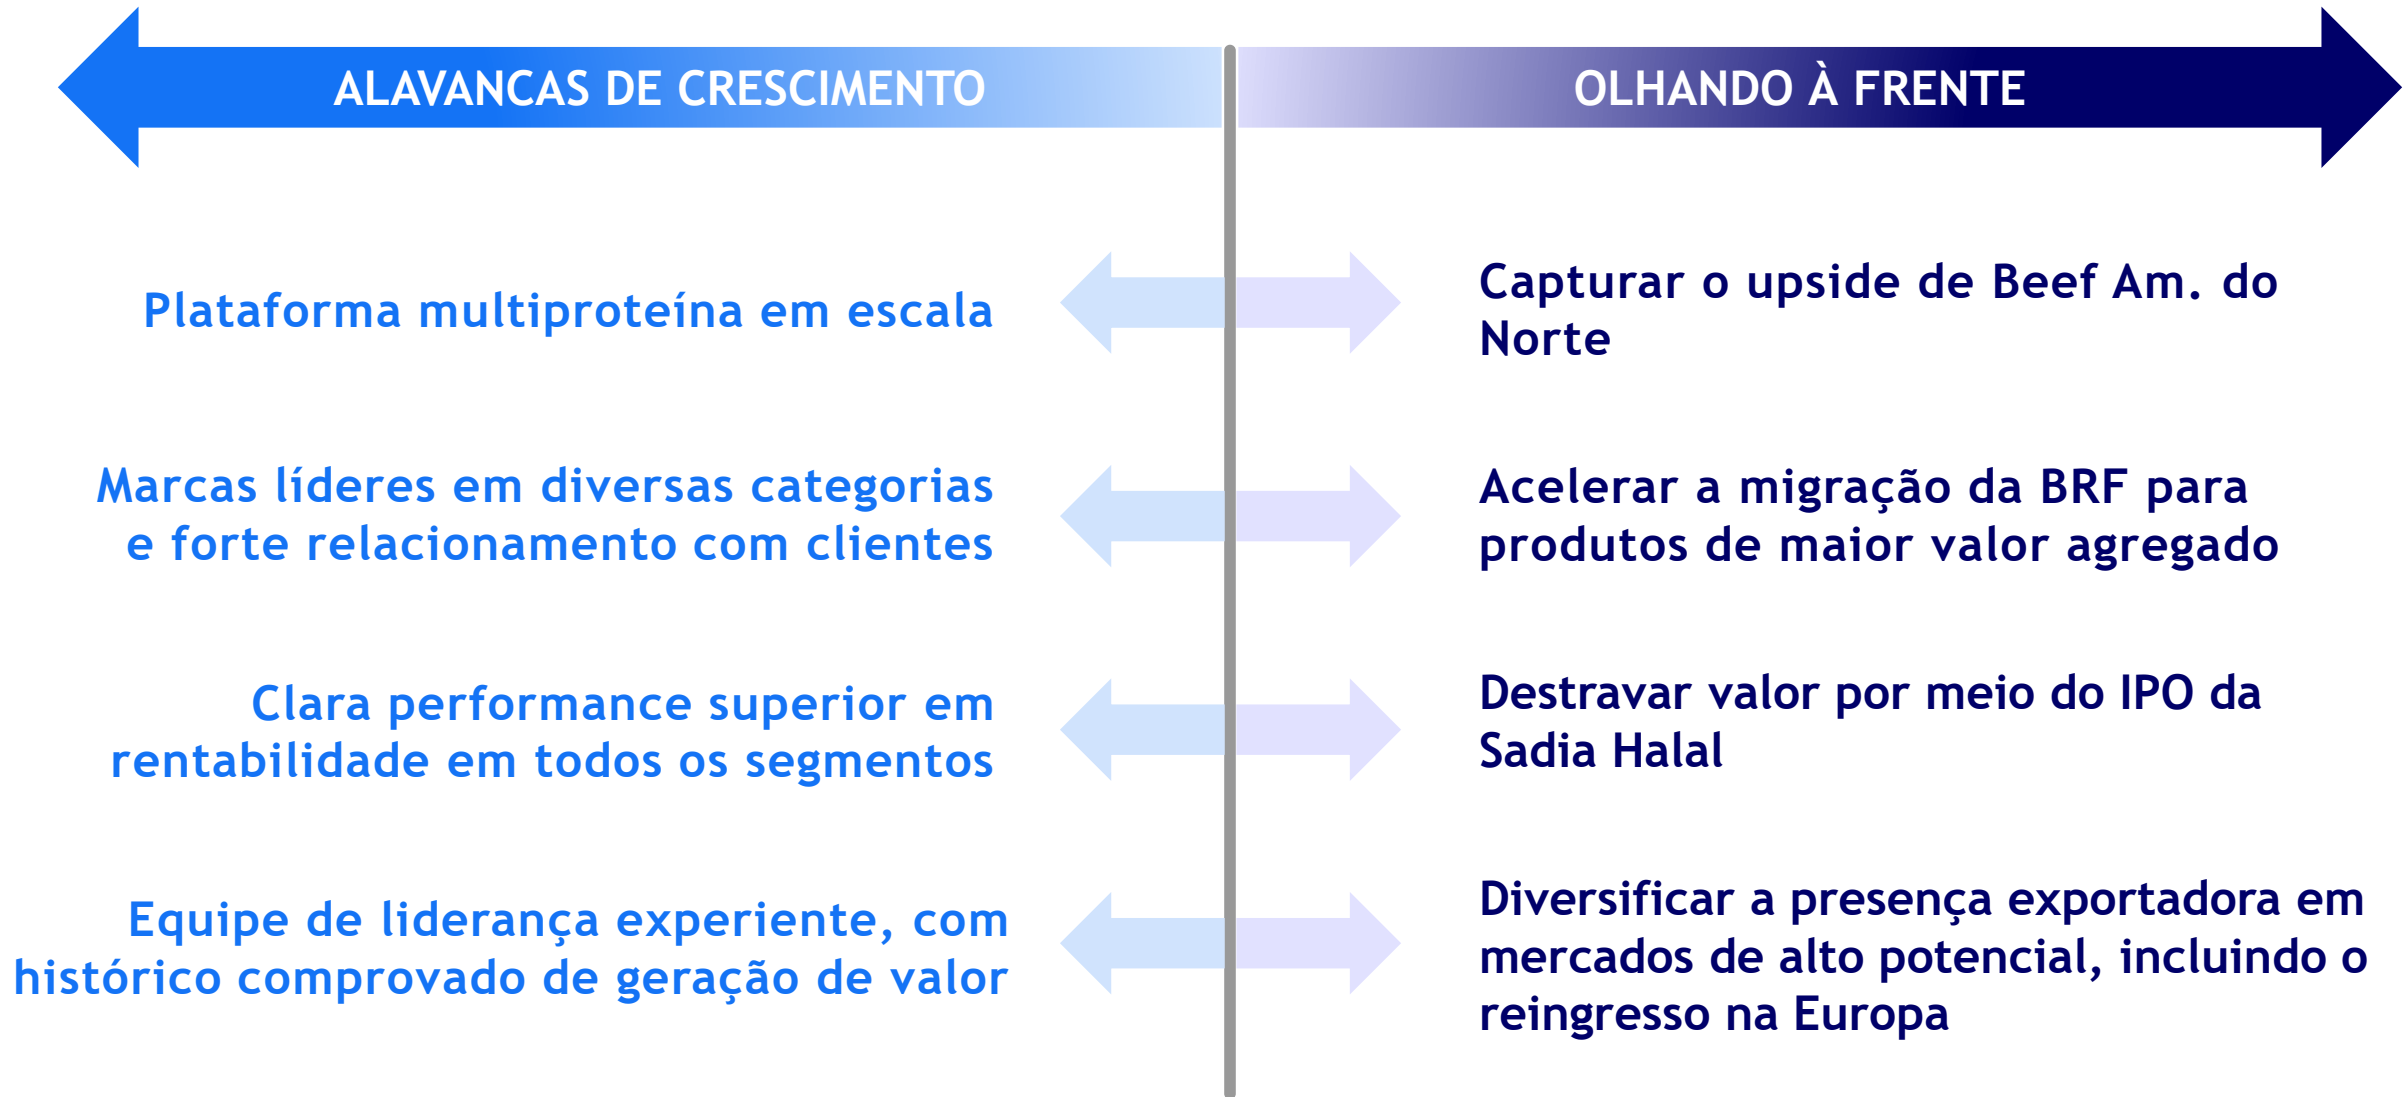 ALAVANCAS DE CRESCIMENTO
OLHANDO À FRENTE
Plataforma multiproteína em escala
Capturar o upside de Beef Am. do
Norte
Marcas líderes em diversas categorias
e forte relacionamento com clientes
Acelerar a migração da BRF para
produtos de maior valor agregado
Clara performance superior em
rentabilidade em todos os segmentos
Destravar valor por meio do IPO da
Sadia Halal
Equipe de liderança experiente, com
histórico comprovado de geração de valor
Diversificar a presença exportadora em
mercados de alto potencial, incluindo o
reingresso na Europa